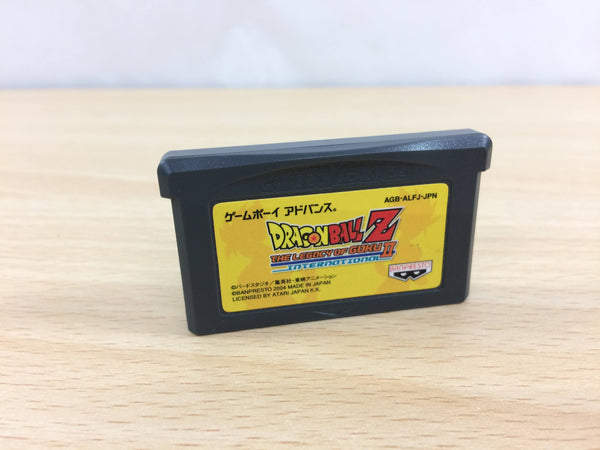 ゲームボーイ アドバンス®
AGB-ALFJ-JPN
DRAGONBALL Z
THE LEGACY OF GOKU II
INTERNATIONAL
BANPRESTO
©バードスタジオ／集英社・東映アニメーション
©BANPRESTO 2004 MADE IN JAPAN
LICENSED BY ATARI JAPAN K.K.